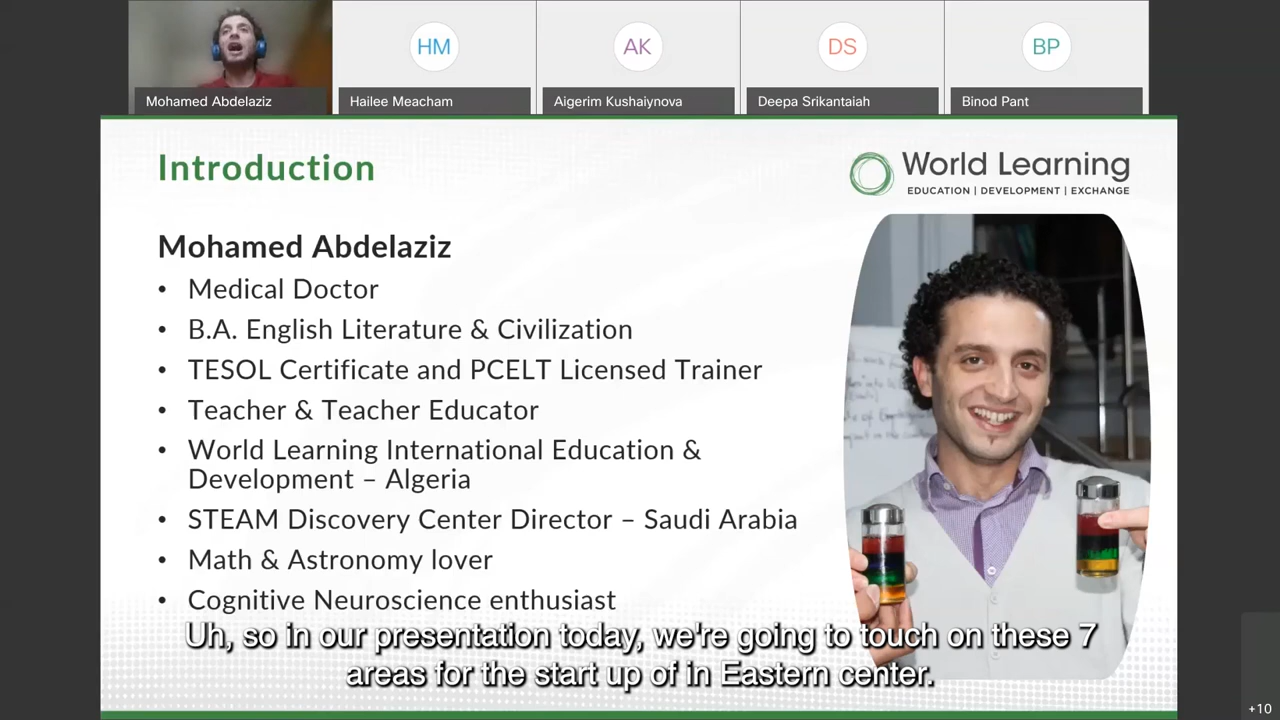 HM
AK
DS
BP
Mohamed Abdelaziz
Hailee Meacham
Aigerim Kushaiynova
Deepa Srikantaiah
Binod Pant
Introduction
World Learning
EDUCATION | DEVELOPMENT | EXCHANGE
Mohamed Abdelaziz
• Medical Doctor
• B.A. English Literature & Civilization
• TESOL Certificate and PCELT Licensed Trainer
• Teacher & Teacher Educator
• World Learning International Education &
Development – Algeria
• STEAM Discovery Center Director – Saudi Arabia
• Math & Astronomy lover
• Cognitive Neuroscience enthusiast
Uh, so in our presentation today, we're going to touch on these 7
areas for the start up of in Eastern center.
+10